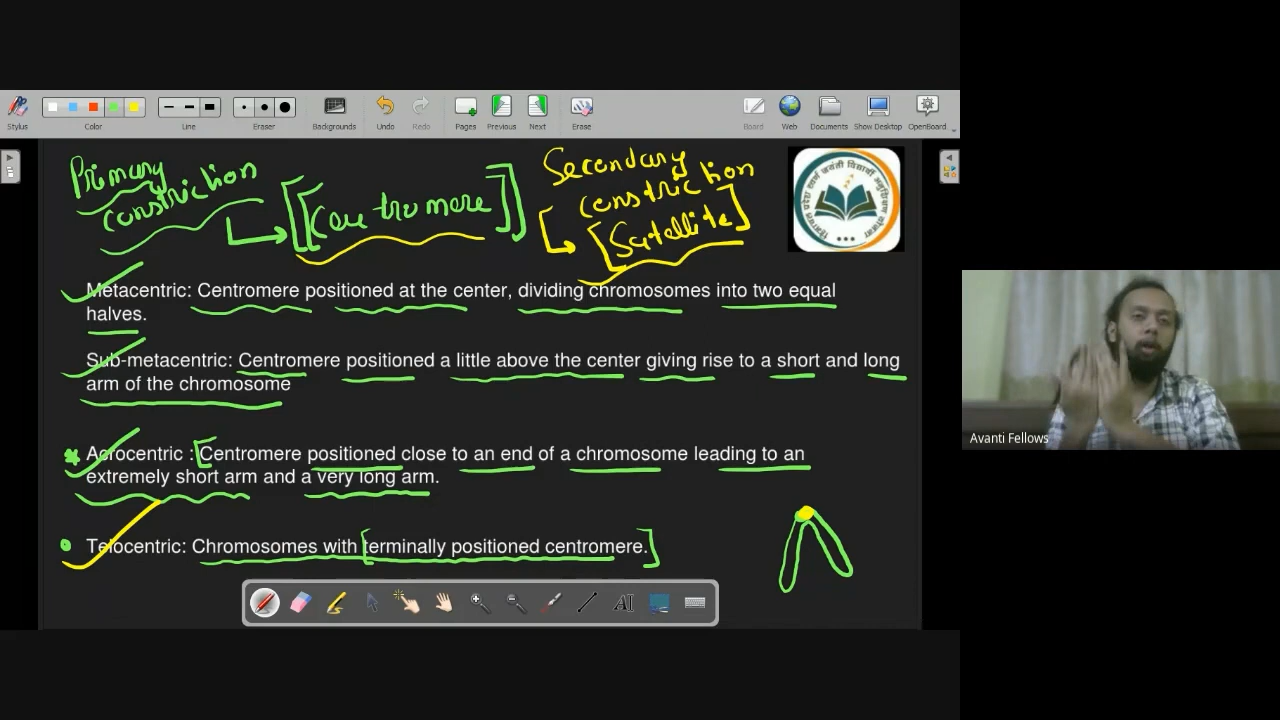 Stylus
Color
Line
Eraser
Backgrounds
Undo
Redo
Pages
Previous
Next
Erase
Board
Web
Documents
Show Desktop
OpenBoard
Primary
constriction
[[Centromere]]
Secondary
constriction
[Satellite]
Metacentric: Centromere positioned at the center, dividing chromosomes into two equal
halves.
Sub-metacentric: Centromere positioned a little above the center giving rise to a short and long
arm of the chromosome
Acrocentric : [Centromere positioned close to an end of a chromosome leading to an
extremely short arm and a very long arm.
Telocentric: Chromosomes with [terminally positioned centromere.]
Avanti Fellows